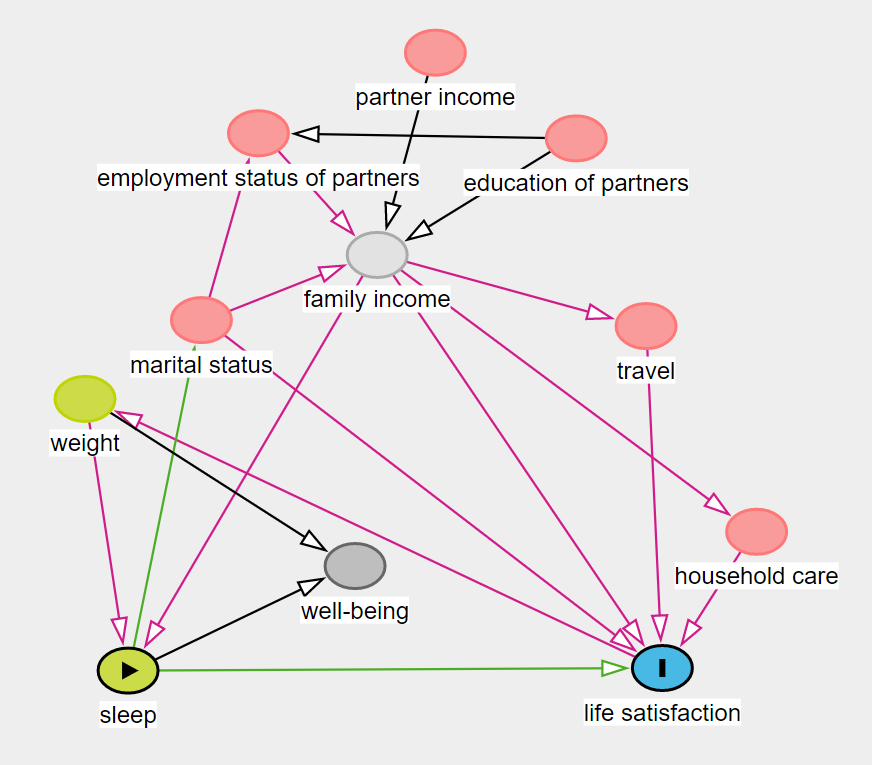 partner income
employment status of partners
education of partners
family income
marital status
travel
weight
household care
well-being
sleep
life satisfaction